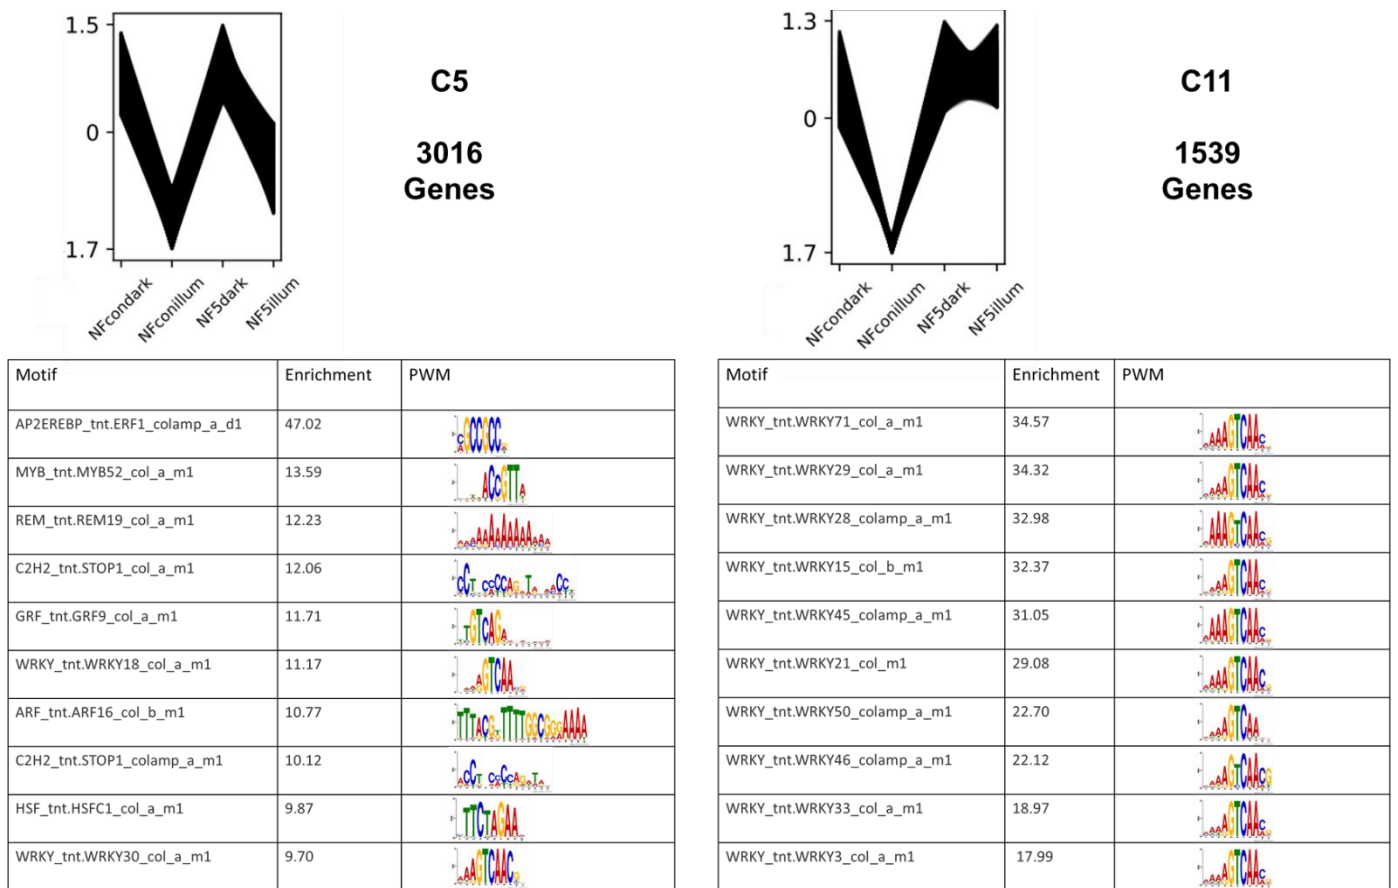 1.5
0
1.7
NFcondark
NFconillum
NF5dark
NF5illum
C5
3016
Genes
1.3
0
1.7
NFcondark
NFconillum
NF5dark
NF5illum
C11
1539
Genes
Motif Enrichment PWM
AP2EREBP_tnt.ERF1_colamp_a_d1 47.02
MYB_tnt.MYB52_col_a_m1 13.59
REM_tnt.REM19_col_a_m1 12.23
C2H2_tnt.STOP1_col_a_m1 12.06
GRF_tnt.GRF9_col_a_m1 11.71
WRKY_tnt.WRKY18_col_a_m1 11.17
ARF_tnt.ARF16_col_b_m1 10.77
C2H2_tnt.STOP1_colamp_a_m1 10.12
HSF_tnt.HSFC1_col_a_m1 9.87
WRKY_tnt.WRKY30_col_a_m1 9.70
Motif Enrichment PWM
WRKY_tnt.WRKY71_col_a_m1 34.57
WRKY_tnt.WRKY29_col_a_m1 34.32
WRKY_tnt.WRKY28_colamp_a_m1 32.98
WRKY_tnt.WRKY15_col_b_m1 32.37
WRKY_tnt.WRKY45_colamp_a_m1 31.05
WRKY_tnt.WRKY21_col_m1 29.08
WRKY_tnt.WRKY50_colamp_a_m1 22.70
WRKY_tnt.WRKY46_colamp_a_m1 22.12
WRKY_tnt.WRKY33_col_a_m1 18.97
WRKY_tnt.WRKY3_col_a_m1 17.99